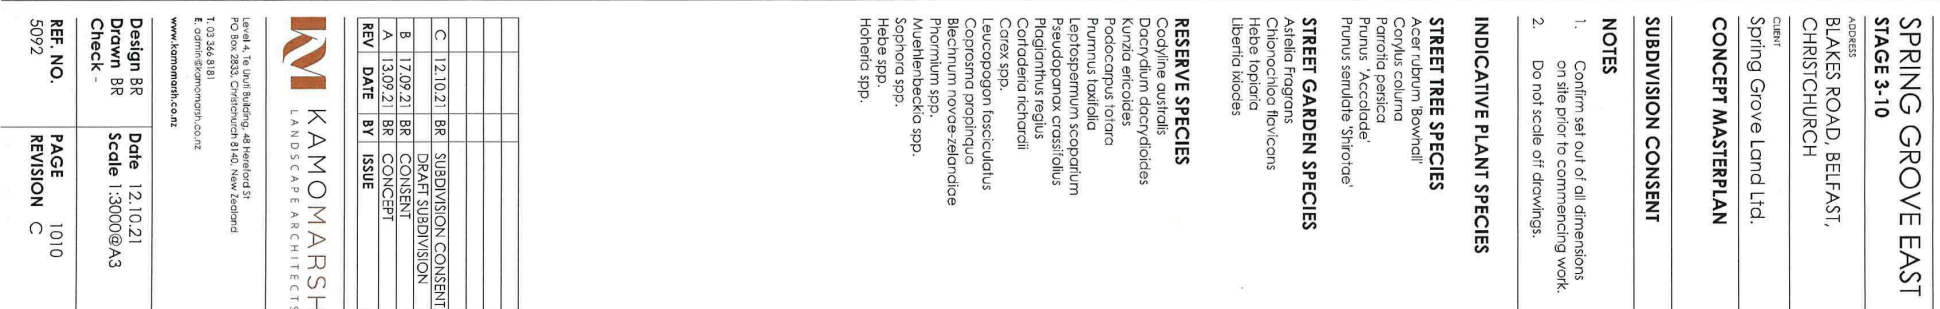 SPRING GROVE EAST
STAGE 3-10
ADDRESS
BLAKES ROAD, BELFAST,
CHRISTCHURCH
CLIENT
Spring Grove Land Ltd.
CONCEPT MASTERPLAN
SUBDIVISION CONSENT
NOTES
1. Confirm set out of all dimensions
on site prior to commencing work.
2. Do not scale off drawings.
INDICATIVE PLANT SPECIES
STREET TREE SPECIES
Acer rubrum 'Bowhall'
Corylus colurna
Parrotia persica
Prunus 'Accolade'
Prunus serrulate 'Shirotae'
STREET GARDEN SPECIES
Astelia Fragrans
Chionochloa flavicans
Hebe topiaria
Libertia ixiodes
RESERVE SPECIES
Codyline australis
Dacrydium dacrydioides
Kunzia ericoides
Podocarpus totara
Prumnus taxifolia
Leptospermium scoparium
Pseudopanax crassifolius
Plagianthus regius
Cortaderia richardii
Carex spp.
Leucopogon fasciculatus
Coprosma propinqua
Blechnum novae-zelandiae
Phormium spp.
Muehlenbeckia spp.
Sophora spp.
Hebe spp.
Hoheria spp.
C 12.10.21 BR SUBDIVISION CONSENT
DRAFT SUBDIVISION
B 17.09.21 BR CONSENT
A 13.09.21 BR CONCEPT
REV DATE BY ISSUE
KAMOMARSH
LANDSCAPE ARCHITECTS
Level 4, Te Uruti Building, 48 Hereford St
PO Box 2833, Christchurch 8140, New Zealand
T. 03 366 8181
E. admin@kamomarsh.co.nz
www.kamomarsh.co.nz
Design BR Date 12.10.21
Drawn BR Scale 1:3000@A3
Check -
REF. NO. PAGE 1010
5092 REVISION C